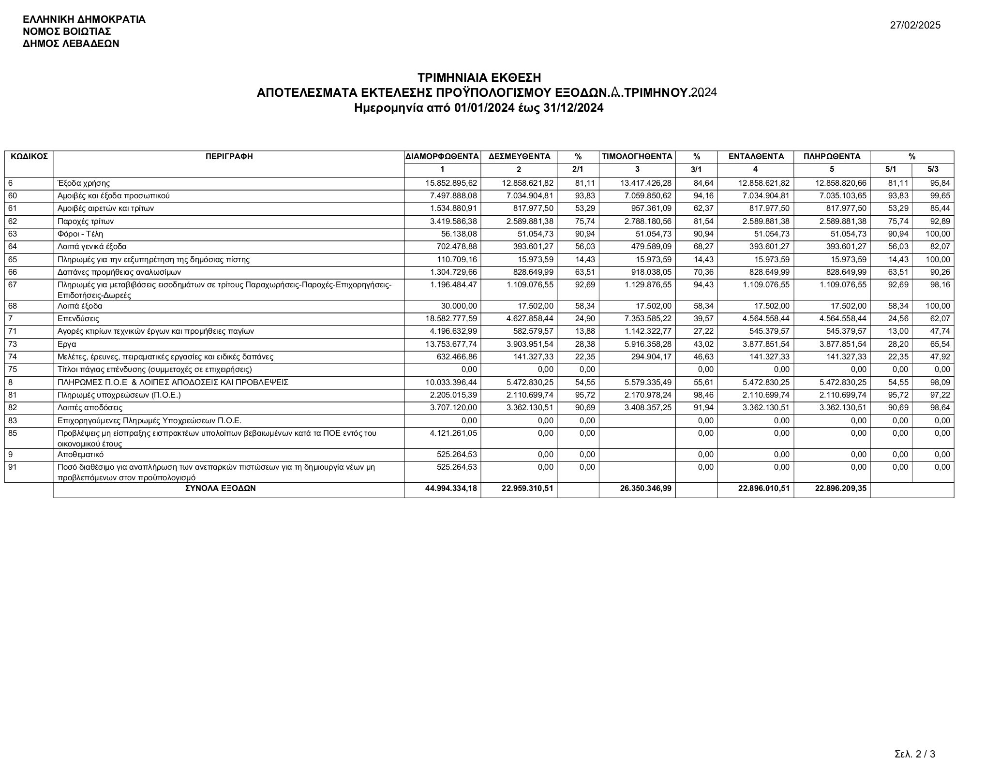 ΕΛΛΗΝΙΚΗ ΔΗΜΟΚΡΑΤΙΑ
ΝΟΜΟΣ ΒΟΙΩΤΙΑΣ
ΔΗΜΟΣ ΛΕΒΑΔΕΩΝ
27/02/2025
ΤΡΙΜΗΝΙΑΙΑ ΕΚΘΕΣΗ
ΑΠΟΤΕΛΕΣΜΑΤΑ ΕΚΤΕΛΕΣΗΣ ΠΡΟΫΠΟΛΟΓΙΣΜΟΥ ΕΞΟΔΩΝ..Δ..ΤΡΙΜΗΝΟΥ....2024
Ημερομηνία από 01/01/2024 έως 31/12/2024
ΚΩΔΙΚΟΣ ΠΕΡΙΓΡΑΦΗ ΔΙΑΜΟΡΦΩΘΕΝΤΑ ΔΕΣΜΕΥΘΕΝΤΑ % ΤΙΜΟΛΟΓΗΘΕΝΤΑ % ΕΝΤΑΛΘΕΝΤΑ ΠΛΗΡΩΘΕΝΤΑ %
1 2 2/1 3 3/1 4 5 5/1 5/3
6 Έξοδα χρήσης 15.852.895,62 12.858.621,82 81,11 13.417.426,28 84,64 12.858.621,82 12.858.820,66 81,11 95,84
60 Αμοιβές και έξοδα προσωπικού 7.497.888,08 7.034.904,81 93,83 7.059.850,62 94,16 7.034.904,81 7.035.103,65 93,83 99,65
61 Αμοιβές αιρετών και τρίτων 1.534.880,91 817.977,50 53,29 957.361,09 62,37 817.977,50 817.977,50 53,29 85,44
62 Παροχές τρίτων 3.419.586,38 2.589.881,38 75,74 2.788.180,56 81,54 2.589.881,38 2.589.881,38 75,74 92,89
63 Φόροι - Τέλη 56.138,08 51.054,73 90,94 51.054,73 90,94 51.054,73 51.054,73 90,94 100,00
64 Λοιπά γενικά έξοδα 702.478,88 393.601,27 56,03 479.589,09 68,27 393.601,27 393.601,27 56,03 82,07
65 Πληρωμές για την εεξυπηρέτηση της δημόσιας πίστης 110.709,16 15.973,59 14,43 15.973,59 14,43 15.973,59 15.973,59 14,43 100,00
66 Δαπάνες προμήθειας αναλωσίμων 1.304.729,66 828.649,99 63,51 918.038,05 70,36 828.649,99 828.649,99 63,51 90,26
67 Πληρωμές για μεταβιβάσεις εισοδημάτων σε τρίτους Παραχωρήσεις-Παροχές-Επιχορηγήσεις- 1.196.484,47 1.109.076,55 92,69 1.129.876,55 94,43 1.109.076,55 1.109.076,55 92,69 98,16
Επιδοτήσεις-Δωρεές
68 Λοιπά έξοδα 30.000,00 17.502,00 58,34 17.502,00 58,34 17.502,00 17.502,00 58,34 100,00
7 Επενδύσεις 18.582.777,59 4.627.858,44 24,90 7.353.585,22 39,57 4.564.558,44 4.564.558,44 24,56 62,07
71 Αγορές κτιρίων τεχνικών έργων και προμήθειες παγίων 4.196.632,99 582.579,57 13,88 1.142.322,77 27,22 545.379,57 545.379,57 13,00 47,74
73 Εργα 13.753.677,74 3.903.951,54 28,38 5.916.358,28 43,02 3.877.851,54 3.877.851,54 28,20 65,54
74 Μελέτες, έρευνες, πειραματικές εργασίες και ειδικές δαπάνες 632.466,86 141.327,33 22,35 294.904,17 46,63 141.327,33 141.327,33 22,35 47,92
75 Τίτλοι πάγιας επένδυσης (συμμετοχές σε επιχειρήσεις) 0,00 0,00 0,00 0,00 0,00 0,00 0,00 0,00
8 ΠΛΗΡΩΜΕΣ Π.Ο.Ε & ΛΟΙΠΕΣ ΑΠΟΔΟΣΕΙΣ ΚΑΙ ΠΡΟΒΛΕΨΕΙΣ 10.033.396,44 5.472.830,25 54,55 5.579.335,49 55,61 5.472.830,25 5.472.830,25 54,55 98,09
81 Πληρωμές υποχρεώσεων (Π.Ο.Ε.) 2.205.015,39 2.110.699,74 95,72 2.170.978,24 98,46 2.110.699,74 2.110.699,74 95,72 97,22
82 Λοιπές αποδόσεις 3.707.120,00 3.362.130,51 90,69 3.408.357,25 91,94 3.362.130,51 3.362.130,51 90,69 98,64
83 Επιχορηγούμενες Πληρωμές Υποχρεώσεων Π.Ο.Ε. 0,00 0,00 0,00 0,00 0,00 0,00 0,00 0,00
85 Προβλέψεις μη είσπραξης εισπρακτέων υπολοίπων βεβαιωμένων κατά τα ΠΟΕ εντός του 4.121.261,05 0,00 0,00 0,00 0,00 0,00 0,00 0,00
οικονομικού έτους
9 Αποθεματικό 525.264,53 0,00 0,00 0,00 0,00 0,00 0,00 0,00
91 Ποσό διαθέσιμο για αναπλήρωση των ανεπαρκών πιστώσεων για τη δημιουργία νέων μη 525.264,53 0,00 0,00 0,00 0,00 0,00 0,00 0,00
προβλεπόμενων στον προϋπολογισμό
ΣΥΝΟΛΑ ΕΞΟΔΩΝ 44.994.334,18 22.959.310,51 26.350.346,99 22.896.010,51 22.896.209,35
Σελ. 2 / 3